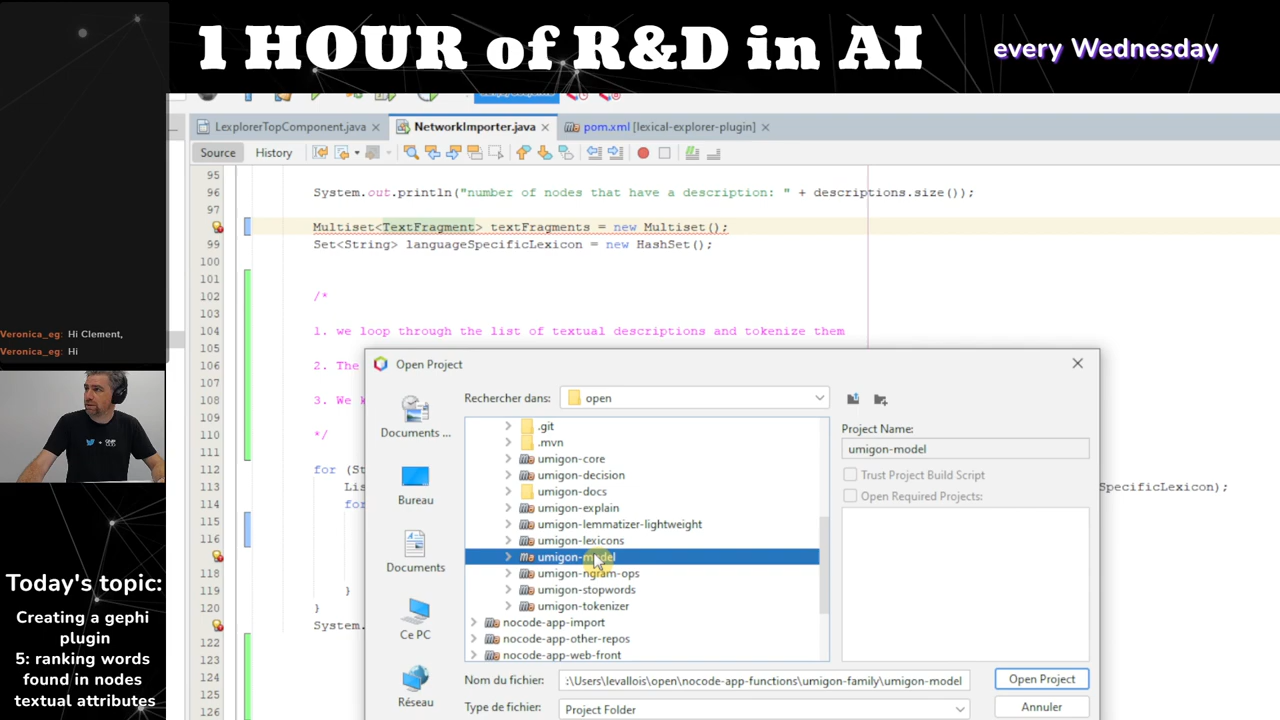 1 HOUR of R&D in AI
every Wednesday
LexplorerTopComponent.java
NetworkImporter.java
pom.xml [lexical-explorer-plugin]
Source
History
95
96 System.out.println("number of nodes that have a description: " + descriptions.size());
97
Multiset<TextFragment> textFragments = new Multiset();
99 Set<String> languageSpecificLexicon = new HashSet();
100
101
102 /*
103
104 1. we loop through the list of textual descriptions and tokenize them
105
106 2. The
107
108 3. We k
109
110 */
111
112 for (St
113 Lis
pecificLexicon);
114 for
115
116
118
119 }
120 }
System.
122
123
124
125
126
Open Project
Rechercher dans:
open
Documents ...
Bureau
Documents
Ce PC
Réseau
.git
.mvn
umigon-core
umigon-decision
umigon-docs
umigon-explain
umigon-lemmatizer-lightweight
umigon-lexicons
umigon-model
umigon-ngram-ops
umigon-stopwords
umigon-tokenizer
nocode-app-import
nocode-app-other-repos
nocode-app-web-front
Project Name:
umigon-model
Trust Project Build Script
Open Required Projects:
Nom du fichier:
:\Users\levallois\open\nocode-app-functions\umigon-family\umigon-model
Open Project
Type de fichier:
Project Folder
Annuler
Veronica_eg: Hi Clement,
Veronica_eg: Hi
Today's topic:
Creating a gephi
plugin
5: ranking words
found in nodes
textual attributes